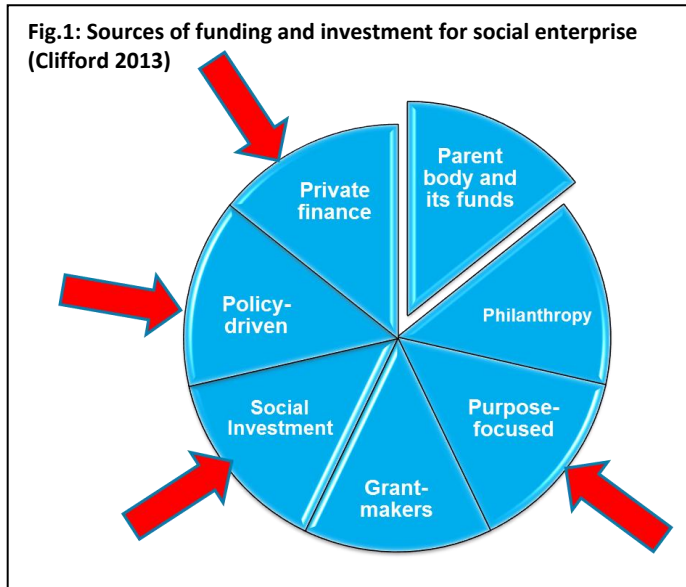 Fig.1: Sources of funding and investment for social enterprise
(Clifford 2013)
Parent
body and
its funds
Philanthropy
Purpose-
focused
Grant-
makers
Social
Investment
Policy-
driven
Private
finance